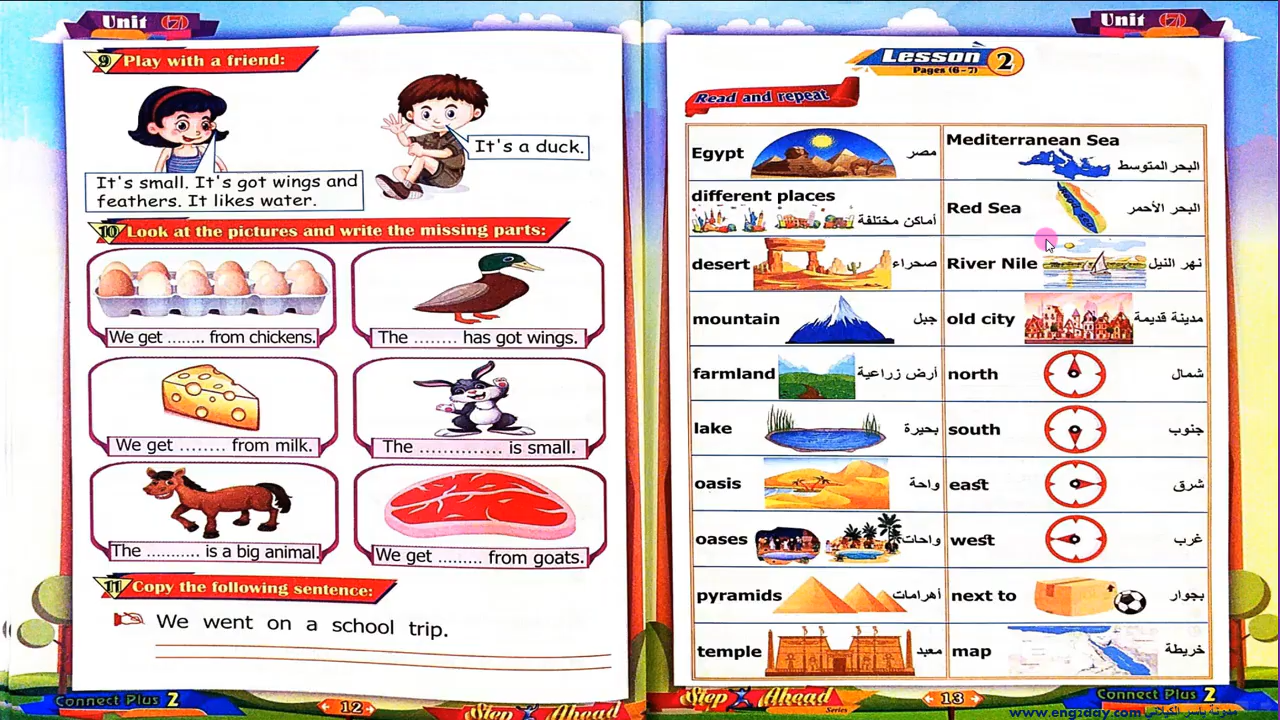 Unit 7
9 Play with a friend:
It's a duck.
It's small. It's got wings and
feathers. It likes water.
10 Look at the pictures and write the missing parts:
We get ........ from chickens.
The ........ has got wings.
We get ........ from milk.
The .............. is small.
The ........... is a big animal.
We get ......... from goats.
11 Copy the following sentence:
We went on a school trip.
Connect Plus 2
12
Step Ahead
Unit 7
Lesson 2
Pages (6-7)
Read and repeat
Egypt مصر
Mediterranean Sea
البحر المتوسط
different places
أماكن مختلفة
Red Sea البحر الأحمر
desert صحراء
River Nile نهر النيل
mountain جبل
old city مدينة قديمة
farmland أرض زراعية
north شمال
lake بحيرة
south جنوب
oasis واحة
east شرق
oases واحات
west غرب
pyramids أهرامات
next to بجوار
temple معبد
map خريطة
Step Ahead
Series
13
Connect Plus 2
www.eng2day.com مدونة ياسر الكيلاني